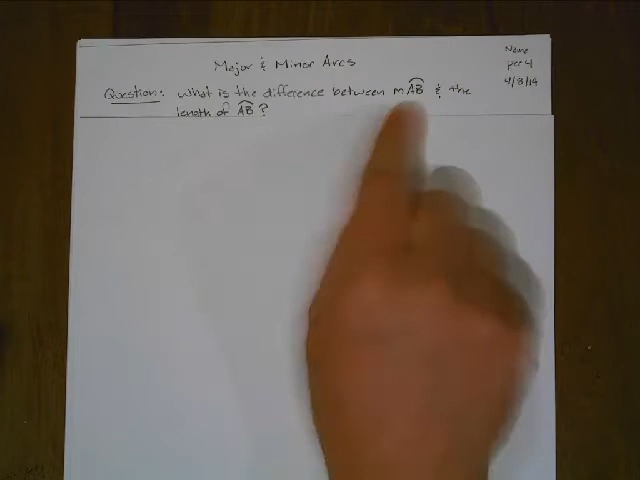 Major & Minor Arcs
Name
per 4
4/8/14
Question: What is the difference between mAB & the
length of AB?